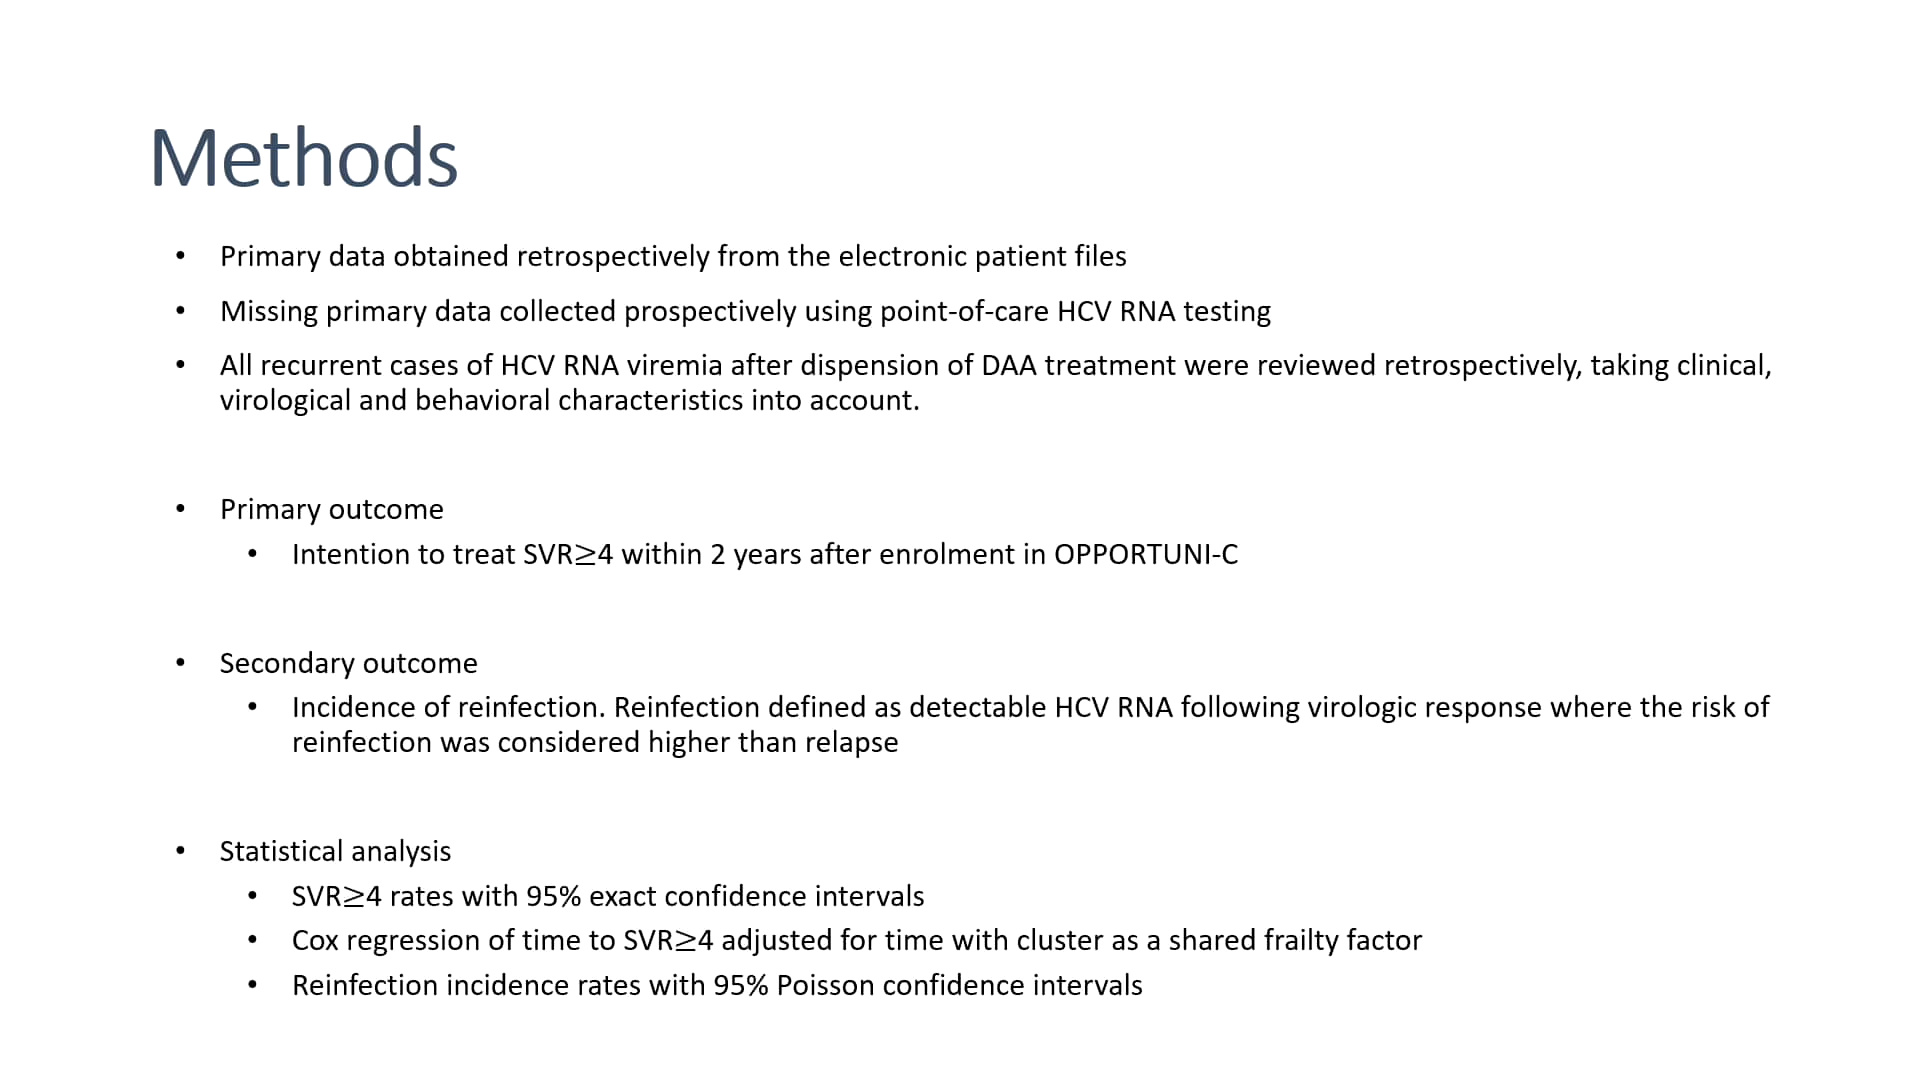 Methods
• Primary data obtained retrospectively from the electronic patient files
• Missing primary data collected prospectively using point-of-care HCV RNA testing
• All recurrent cases of HCV RNA viremia after dispension of DAA treatment were reviewed retrospectively, taking clinical,
virological and behavioral characteristics into account.
• Primary outcome
• Intention to treat SVR≥4 within 2 years after enrolment in OPPORTUNI-C
• Secondary outcome
• Incidence of reinfection. Reinfection defined as detectable HCV RNA following virologic response where the risk of
reinfection was considered higher than relapse
• Statistical analysis
• SVR≥4 rates with 95% exact confidence intervals
• Cox regression of time to SVR≥4 adjusted for time with cluster as a shared frailty factor
• Reinfection incidence rates with 95% Poisson confidence intervals